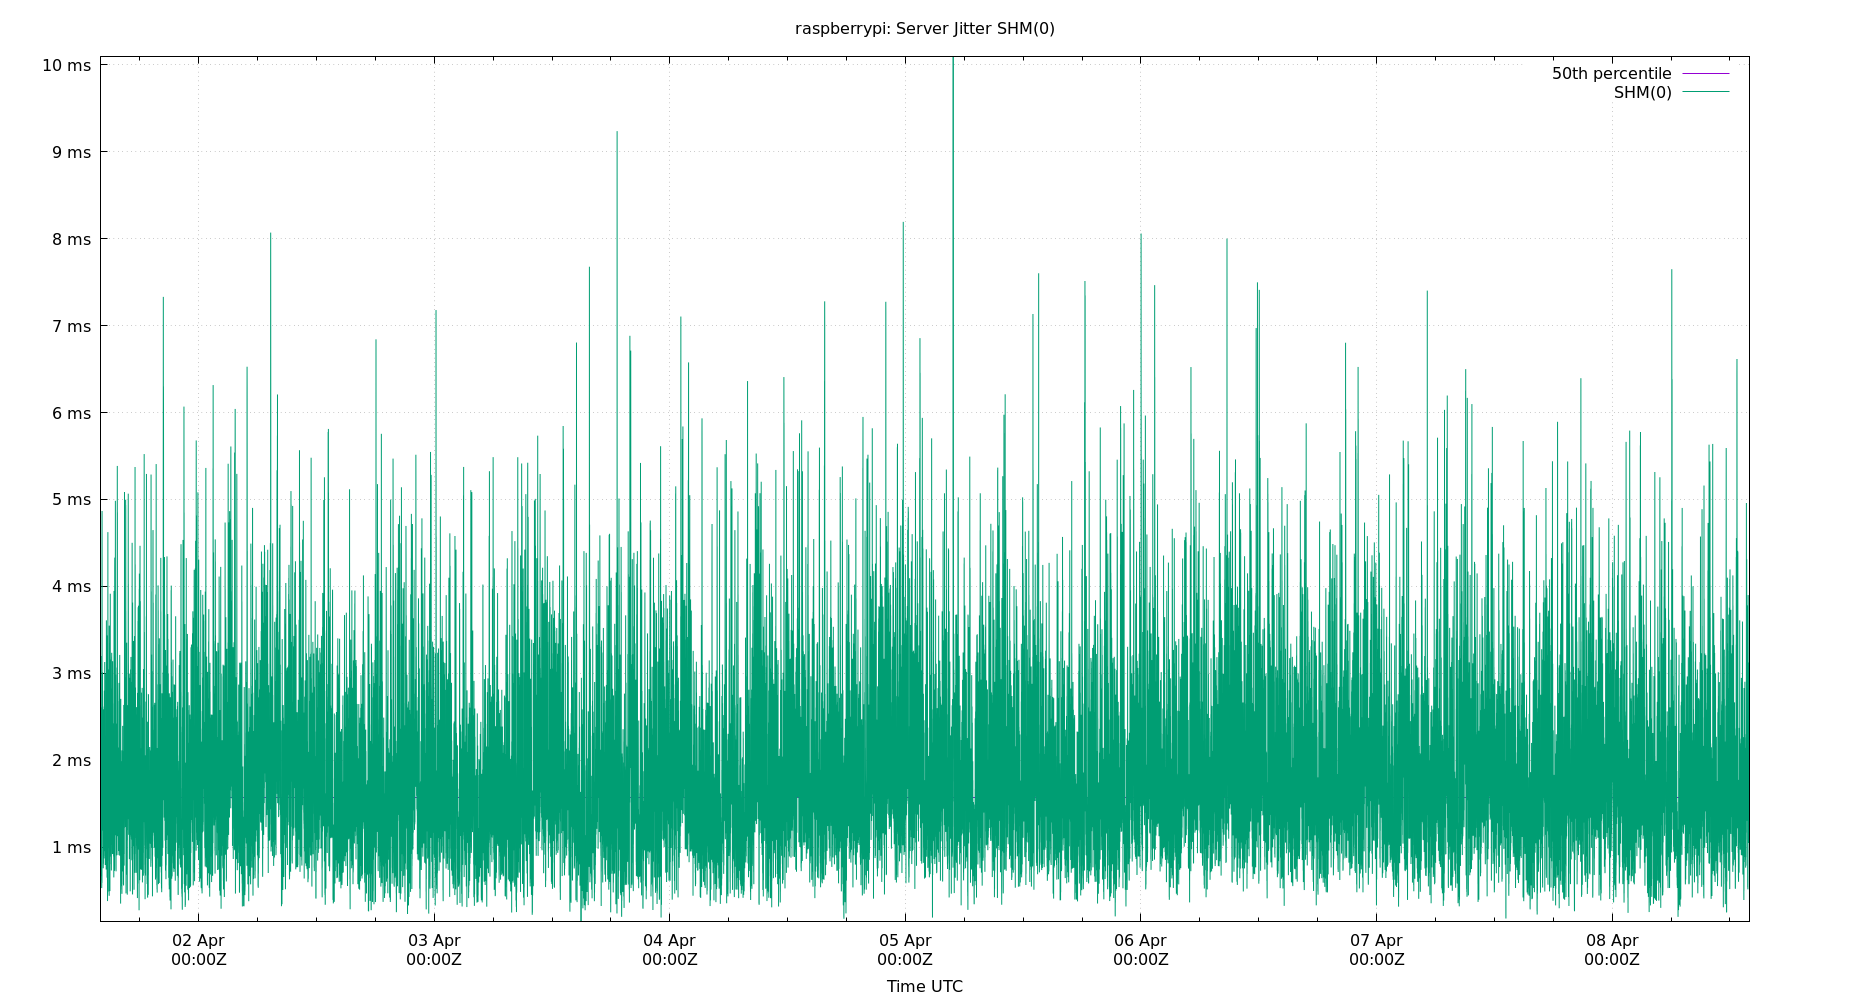 raspberrypi: Server Jitter SHM(0)
50th percentile
SHM(0)
10 ms
9 ms
8 ms
7 ms
6 ms
5 ms
4 ms
3 ms
2 ms
1 ms
02 Apr
00:00Z
03 Apr
00:00Z
04 Apr
00:00Z
05 Apr
00:00Z
06 Apr
00:00Z
07 Apr
00:00Z
08 Apr
00:00Z
Time UTC